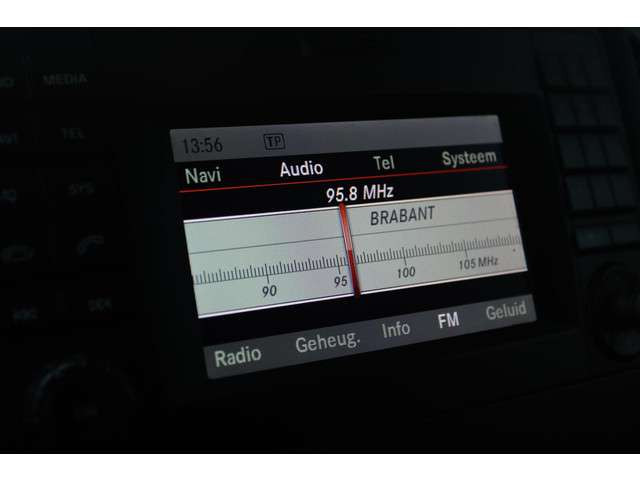 MEDIA
TEL
SYS
13:56 TP
Navi Audio Tel Systeem
95.8 MHz
BRABANT
90 95 100 105 MHz
Radio Geheug. Info FM Geluid